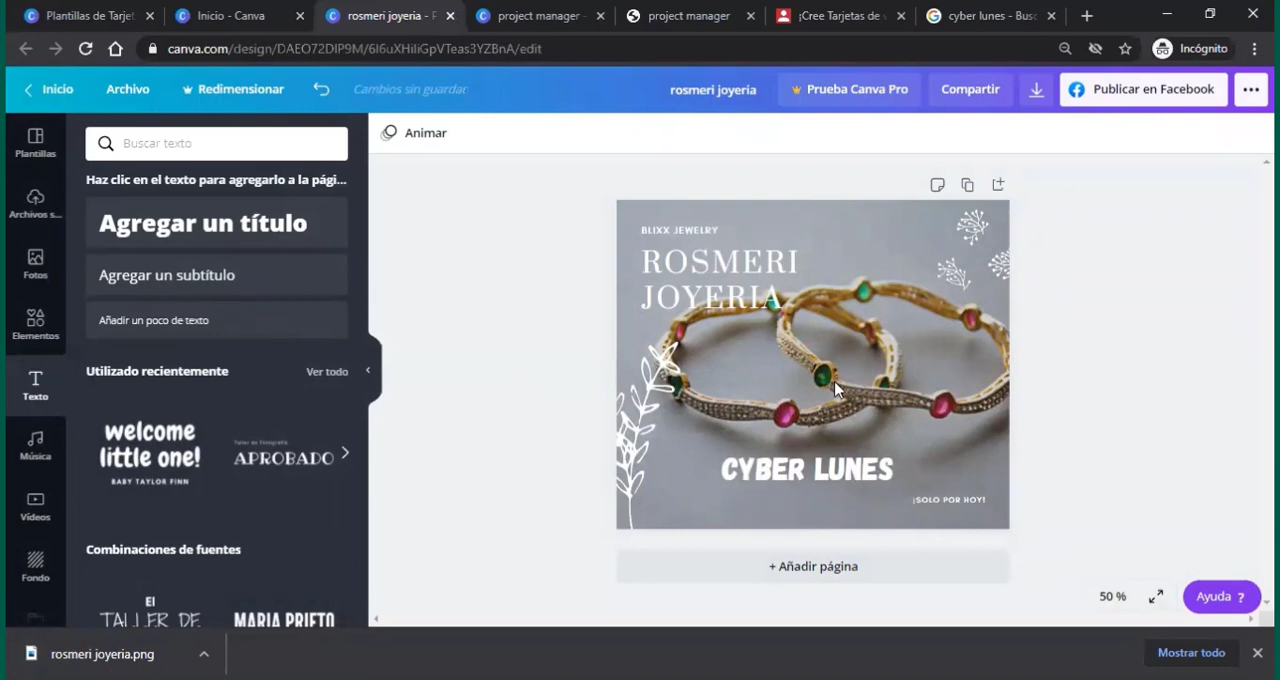 Plantillas de Tarjet
Inicio - Canva
rosmeri joyeria - P
project manager -
project manager
¡Cree Tarjetas de v
cyber lunes - Busc
canva.com/design/DAEO72DIP9M/6I6uXHiliGpVTeas3YZBnA/edit
Incógnito
Inicio
Archivo
Redimensionar
Cambios sin guardar
rosmeri joyeria
Prueba Canva Pro
Compartir
Publicar en Facebook
Plantillas
Archivos s...
Fotos
Elementos
Texto
Música
Vídeos
Fondo
Buscar texto
Haz clic en el texto para agregarlo a la pági...
Agregar un título
Agregar un subtítulo
Añadir un poco de texto
Utilizado recientemente
Ver todo
welcome
little one!
BABY TAYLOR FINN
Taller de Fotografía
APROBADO
Combinaciones de fuentes
El
TALLER DE
MARIA PRIETO
Animar
BLIXX JEWELRY
ROSMERI
JOYERIA
CYBER LUNES
¡SOLO POR HOY!
+ Añadir página
50 %
Ayuda ?
rosmeri joyeria.png
Mostrar todo